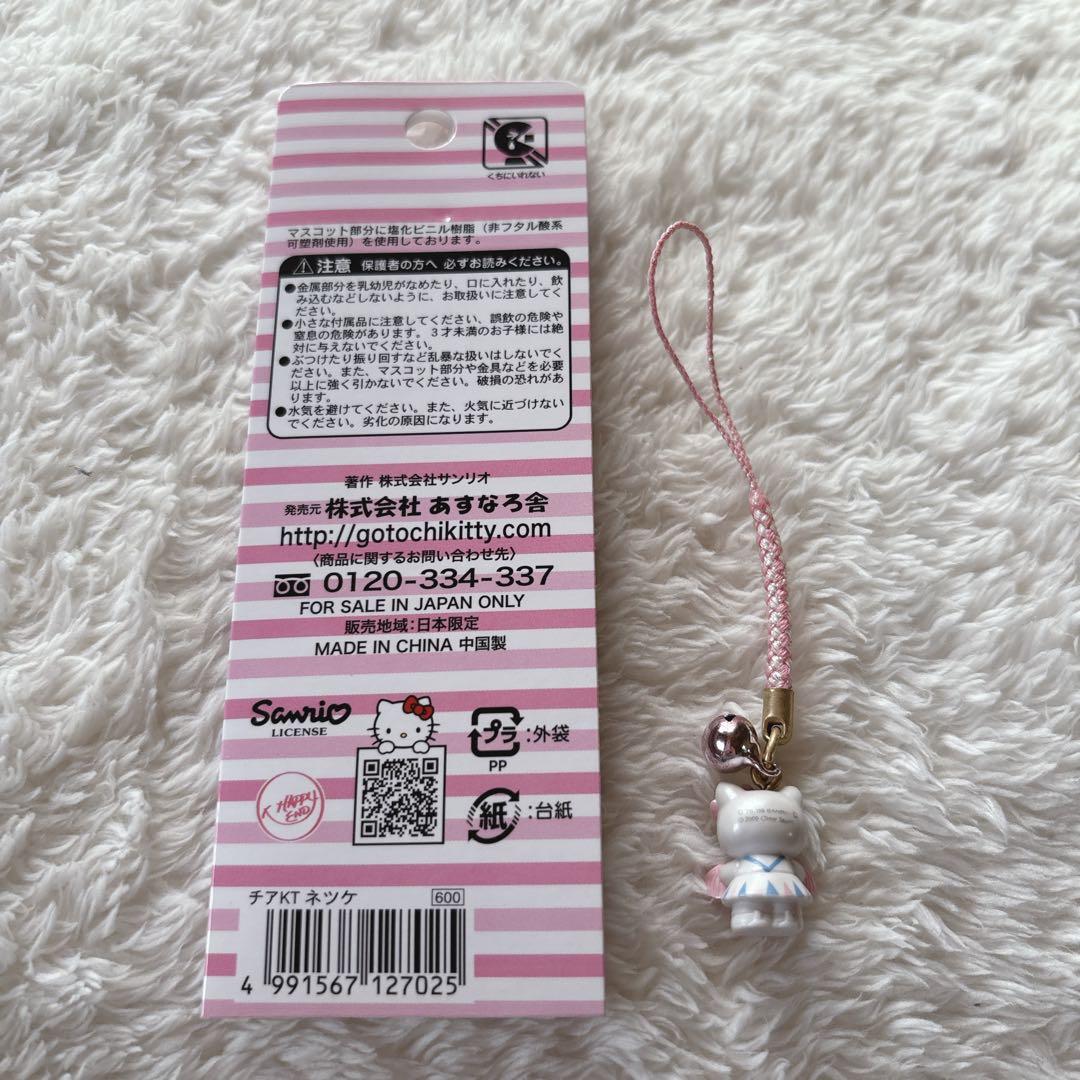 くちにいれない
マスコット部分に塩化ビニル樹脂（非フタル酸系
可塑剤使用）を使用しております。
注意 保護者の方へ 必ずお読みください。
●金属部分を乳幼児がなめたり、口に入れたり、飲
み込むなどしないように、お取扱いに注意してく
ださい。
●小さな付属品に注意してください、誤飲の危険や
窒息の危険があります。３才未満のお子様には絶
対に与えないでください。
●ぶつけたり振り回すなど乱暴な扱いはしないでく
ださい。また、マスコット部分や金具などを必要
以上に強く引かないでください。破損の恐れがあ
ります。
●水気を避けてください。また、火気に近づけない
でください。劣化の原因になります。
著作 株式会社サンリオ
発売元 株式会社 あすなろ舎
http://gotochikitty.com
〈商品に関するお問い合わせ先〉
0120-334-337
FOR SALE IN JAPAN ONLY
販売地域：日本限定
MADE IN CHINA 中国製
Sanrio
LICENSE
K HAPPY
END
プラ :外袋
PP
紙 :台紙
チアKT ネツケ 600
4 991567 127025